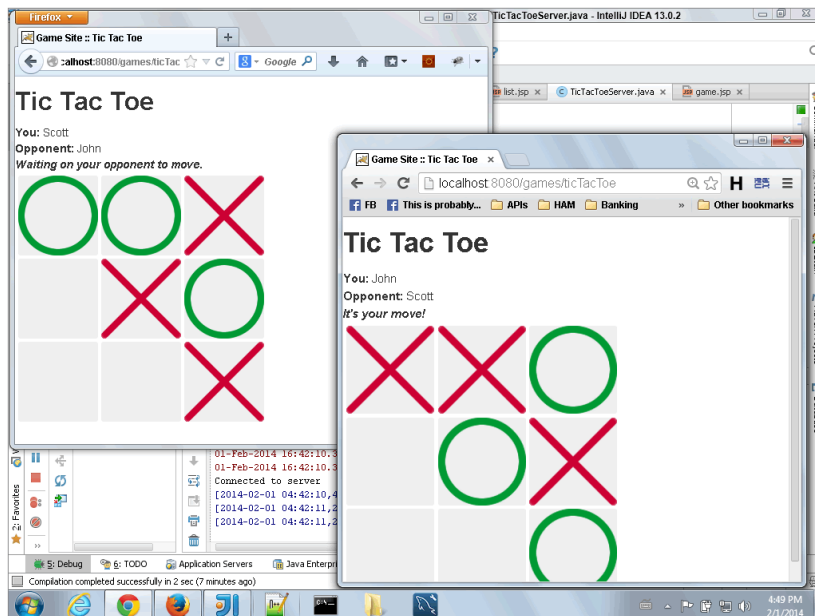 Firefox
TicTacToeServer.java - IntelliJ IDEA 13.0.2
Game Site :: Tic Tac Toe
:alhost:8080/games/ticTac
Google
list.jsp
TicTacToeServer.java
game.jsp
Tic Tac Toe
You: Scott
Opponent: John
Waiting on your opponent to move.
Game Site :: Tic Tac Toe
localhost:8080/games/ticTacToe
FB
This is probably...
APIs
HAM
Banking
»
Other bookmarks
Tic Tac Toe
You: John
Opponent: Scott
It's your move!
2: Favorites
01-Feb-2014 16:42:10.3
01-Feb-2014 16:42:10.3
Connected to server
[2014-02-01 04:42:10,4
[2014-02-01 04:42:11,2
[2014-02-01 04:42:11,2
5: Debug
6: TODO
Application Servers
Java Enterpri
Compilation completed successfully in 2 sec (7 minutes ago)
4:49 PM
2/1/2014